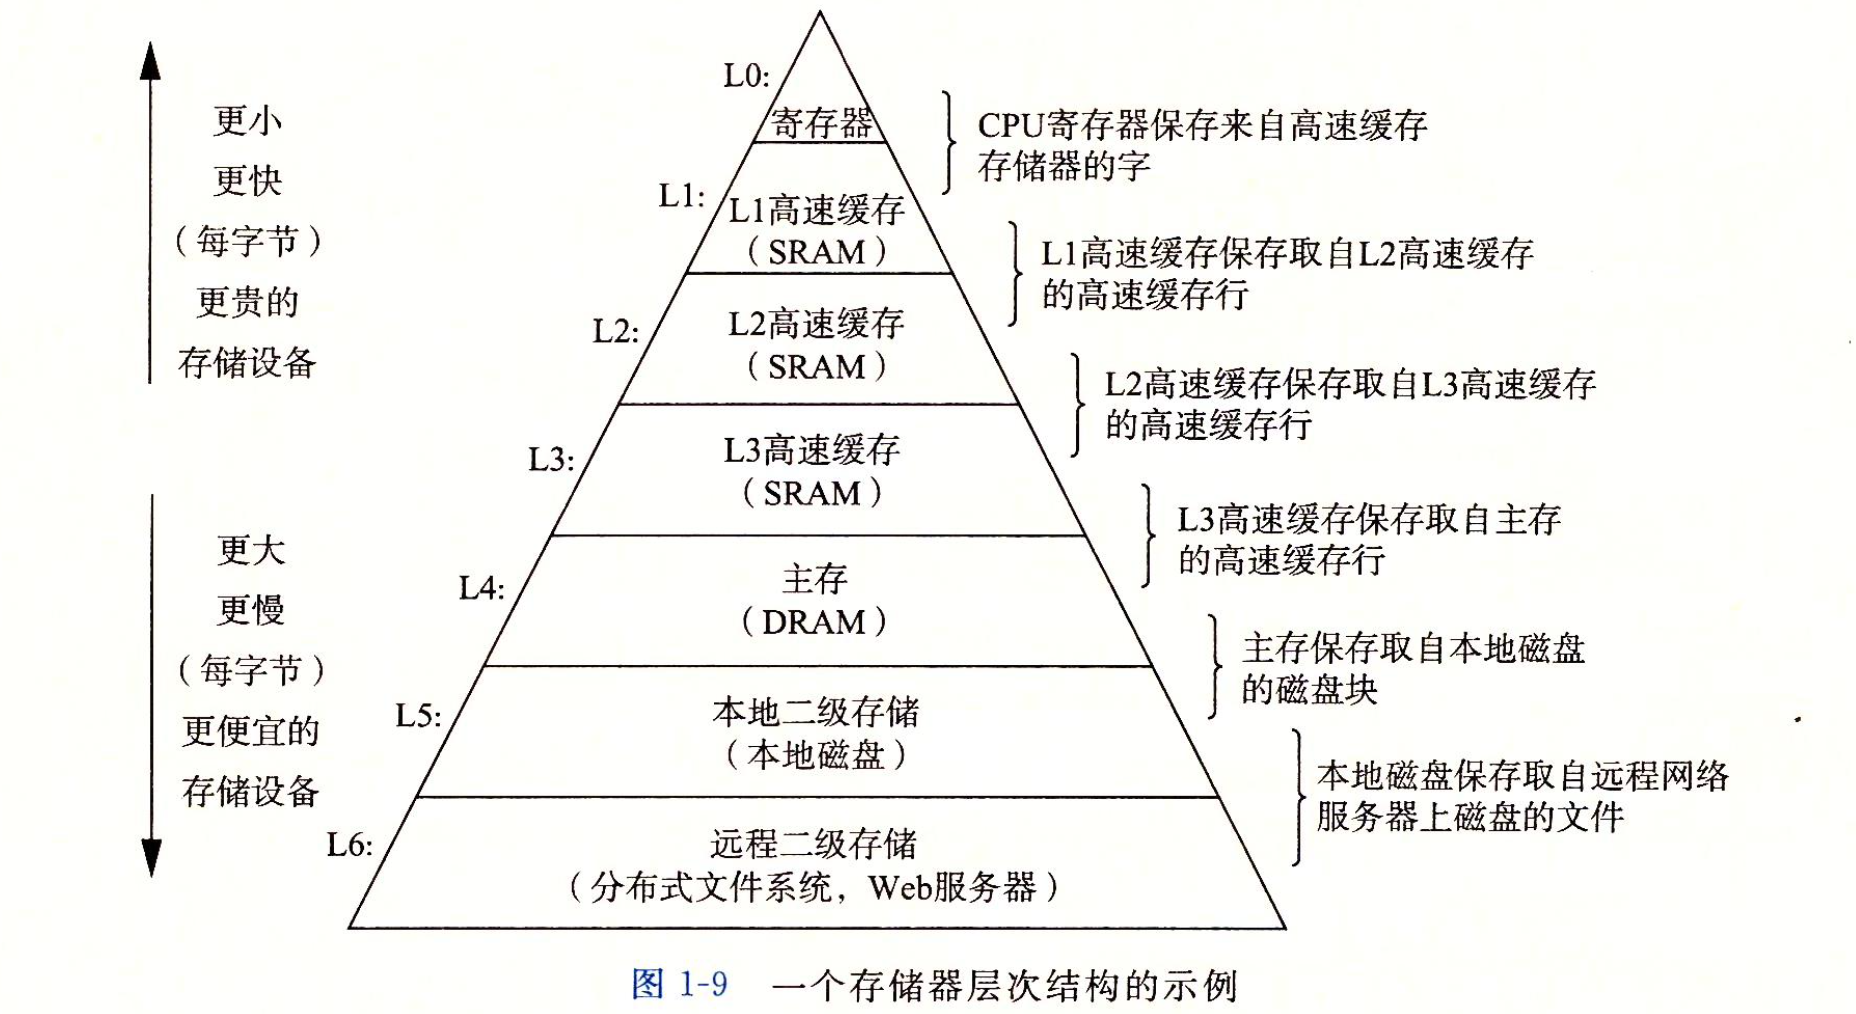 L0:
寄存器
更小
更快
（每字节）
更贵的
存储设备
CPU寄存器保存来自高速缓存
存储器的字
L1:
L1高速缓存
（SRAM）
L1高速缓存保存取自L2高速缓存
的高速缓存行
L2:
L2高速缓存
（SRAM）
L2高速缓存保存取自L3高速缓存
的高速缓存行
L3:
L3高速缓存
（SRAM）
L3高速缓存保存取自主存
的高速缓存行
更大
更慢
（每字节）
更便宜的
存储设备
L4:
主存
（DRAM）
主存保存取自本地磁盘
的磁盘块
L5:
本地二级存储
（本地磁盘）
本地磁盘保存取自远程网络
服务器上磁盘的文件
L6:
远程二级存储
（分布式文件系统，Web服务器）
图 1-9 一个存储器层次结构的示例